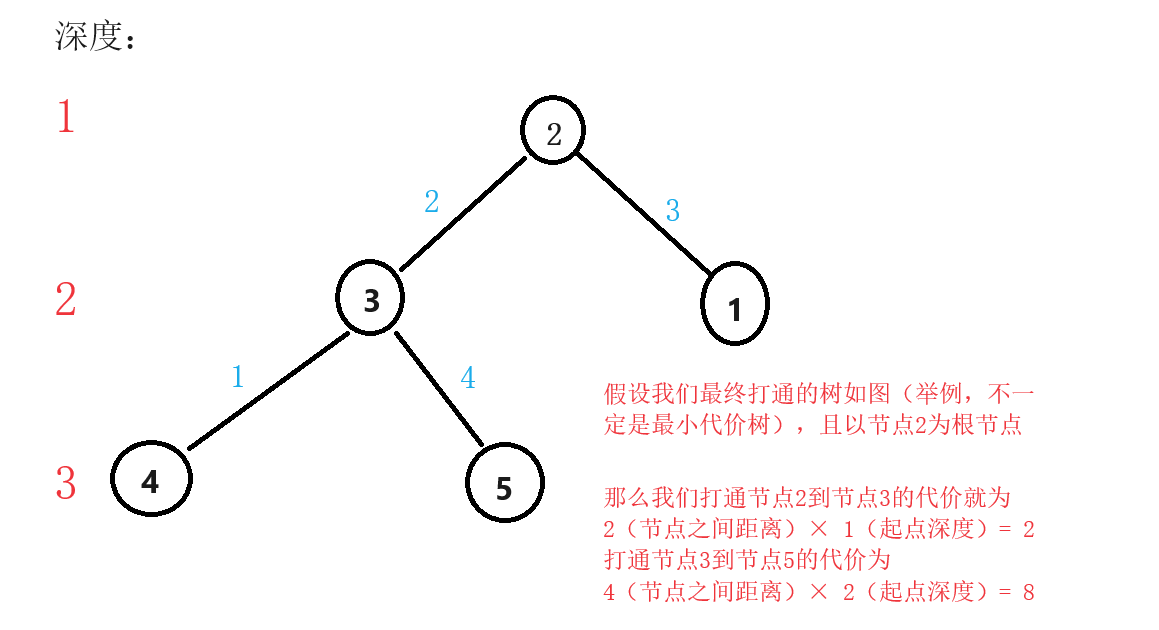 深度：
1
2
2
3
2
3
1
1
4
假设我们最终打通的树如图（举例，不一
定是最小代价树），且以节点2为根节点
3
4
5
那么我们打通节点2到节点3的代价就为
2（节点之间距离）× 1（起点深度）= 2
打通节点3到节点5的代价为
4（节点之间距离）× 2（起点深度）= 8